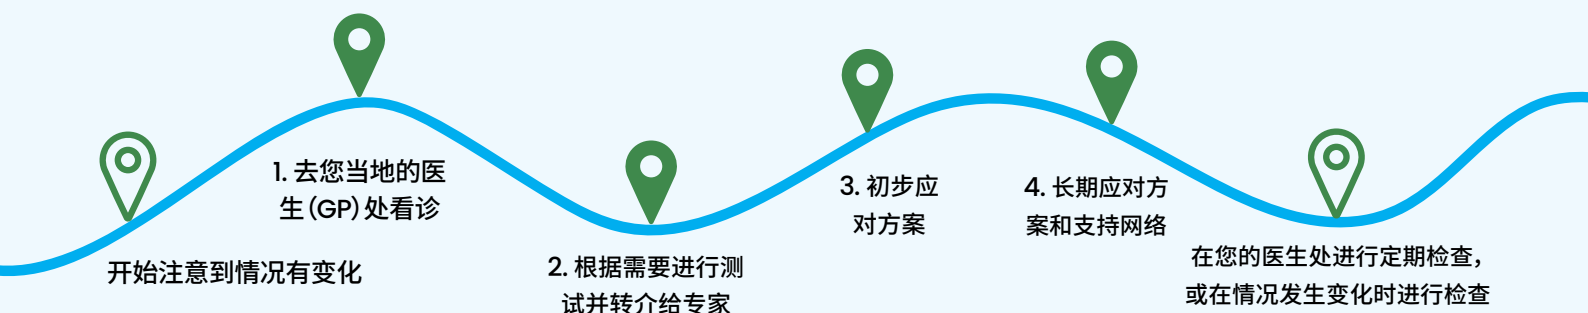 开始注意到情况有变化
1. 去您当地的医
生(GP)处看诊
2. 根据需要进行测
试并转介给专家
3. 初步应
对方案
4. 长期应对方
案和支持网络
在您的医生处进行定期检查，
或在情况发生变化时进行检查